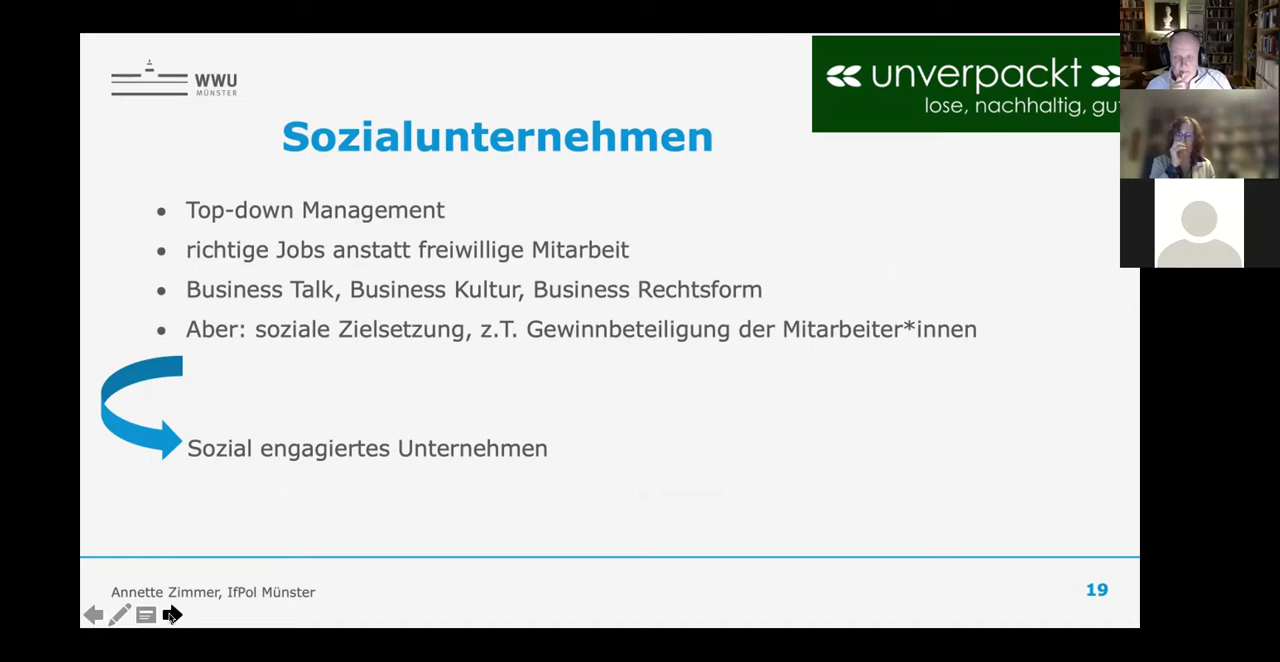 WWU
MÜNSTER
unverpackt
lose, nachhaltig, gut
Sozialunternehmen
• Top-down Management
• richtige Jobs anstatt freiwillige Mitarbeit
• Business Talk, Business Kultur, Business Rechtsform
• Aber: soziale Zielsetzung, z.T. Gewinnbeteiligung der Mitarbeiter*innen
Sozial engagiertes Unternehmen
Annette Zimmer, IfPol Münster
19